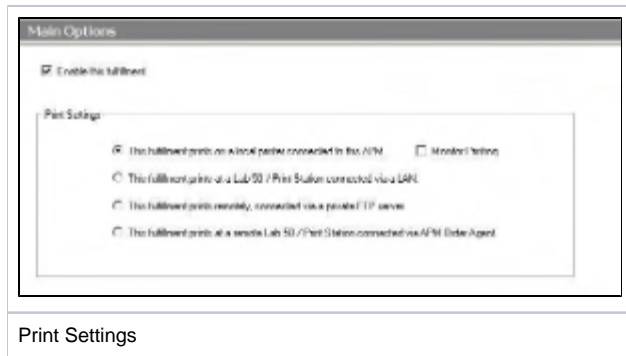 Main Options
Enable this fulfillment
Print Settings
This fulfillment prints on a local printer connected to this APM. Monitor Printing
This fulfillment prints at a Lab 50 / Print Station connected via a LAN.
This fulfillment prints remotely, connected via a private FTP server.
This fulfillment prints at a remote Lab 50 / Print Station connected via APM Order Agent.
Print Settings